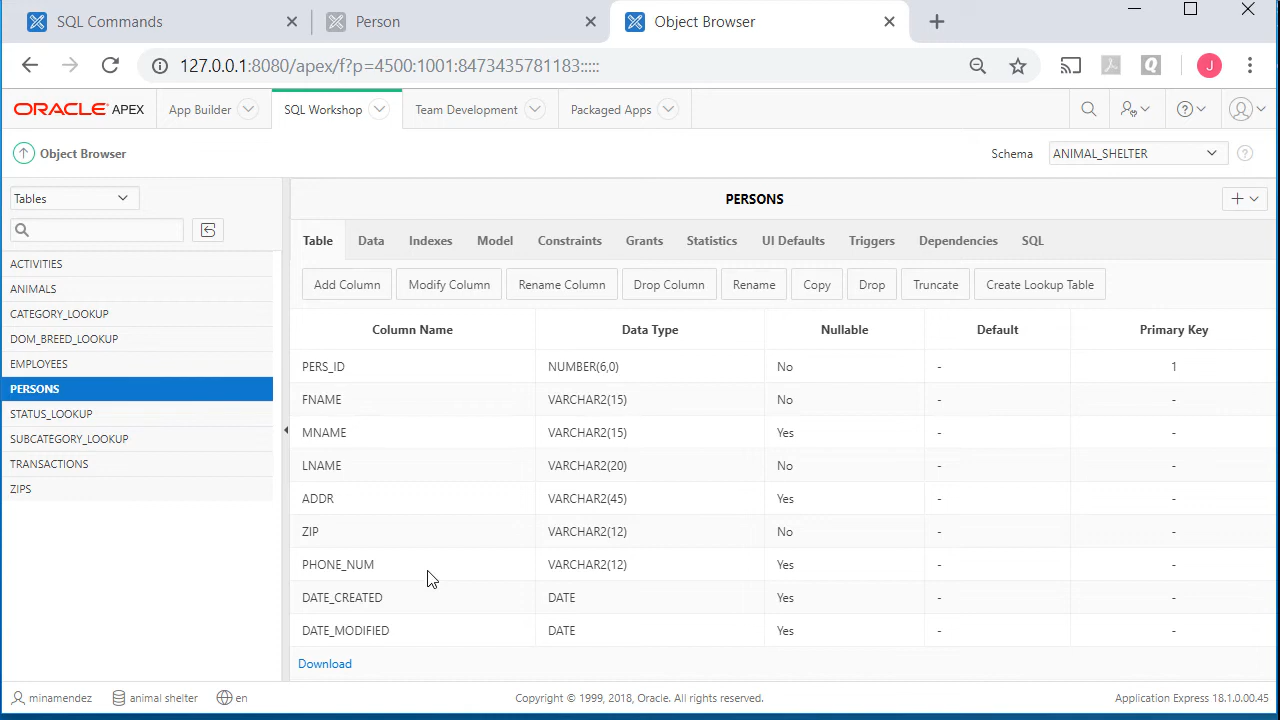 SQL Commands Person Object Browser
127.0.0.1:8080/apex/f?p=4500:1001:8473435781183:::::
ORACLE APEX App Builder SQL Workshop Team Development Packaged Apps
Object Browser Schema ANIMAL_SHELTER
Tables
PERSONS
Table Data Indexes Model Constraints Grants Statistics UI Defaults Triggers Dependencies SQL
Add Column Modify Column Rename Column Drop Column Rename Copy Drop Truncate Create Lookup Table
ACTIVITIES
ANIMALS
CATEGORY_LOOKUP
DOM_BREED_LOOKUP
EMPLOYEES
PERSONS
STATUS_LOOKUP
SUBCATEGORY_LOOKUP
TRANSACTIONS
ZIPS
Column Name Data Type Nullable Default Primary Key
PERS_ID NUMBER(6,0) No - 1
FNAME VARCHAR2(15) No - -
MNAME VARCHAR2(15) Yes - -
LNAME VARCHAR2(20) No - -
ADDR VARCHAR2(45) Yes - -
ZIP VARCHAR2(12) No - -
PHONE_NUM VARCHAR2(12) Yes - -
DATE_CREATED DATE Yes - -
DATE_MODIFIED DATE Yes - -
Download
minamendez animal shelter en Copyright © 1999, 2018, Oracle. All rights reserved. Application Express 18.1.0.00.45
J
Q